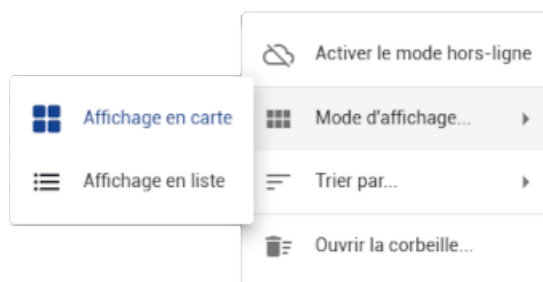 Activer le mode hors-ligne
Mode d'affichage...
Affichage en carte
Affichage en liste
Trier par...
Ouvrir la corbeille...